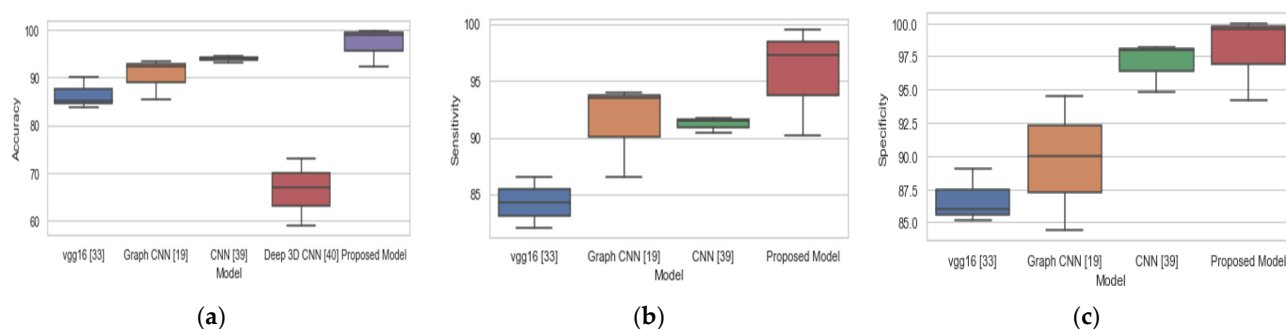 100
90
80
70
60
Accuracy
vgg16 [33] Graph CNN [19] CNN [39] Deep 3D CNN [40] Proposed Model
Model
(a)
100
95
90
85
Sensitivity
vgg16 [33] Graph CNN [19] CNN [39] Proposed Model
Model
(b)
100.0
97.5
95.0
92.5
90.0
87.5
85.0
Specificity
vgg16 [33] Graph CNN [19] CNN [39] Proposed Model
Model
(c)